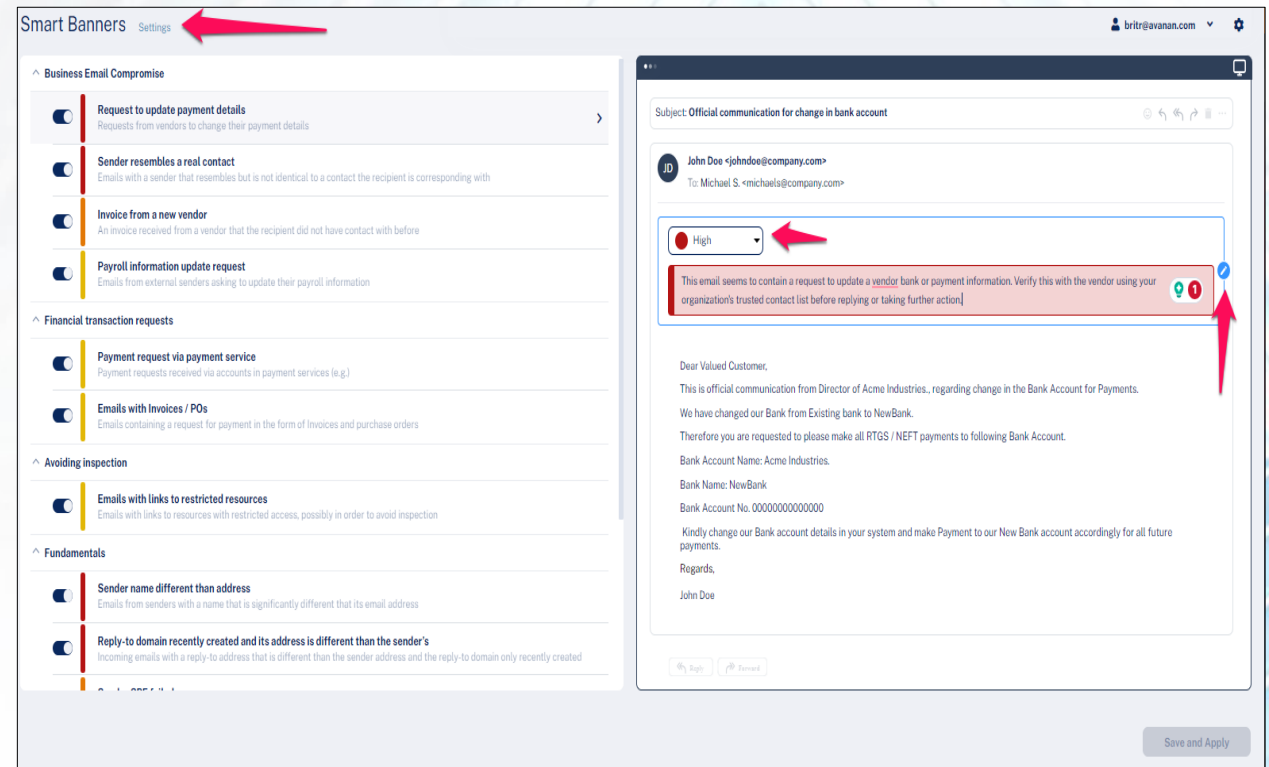 Smart Banners Settings
britr@avanan.com
Business Email Compromise
Request to update payment details
Requests from vendors to change their payment details
Sender resembles a real contact
Emails with a sender that resembles but is not identical to a contact the recipient is corresponding with
Invoice from a new vendor
An invoice received from a vendor that the recipient did not have contact with before
Payroll information update request
Emails from external senders asking to update their payroll information
Financial transaction requests
Payment request via payment service
Payment requests received via accounts in payment services (e.g.)
Emails with Invoices / POs
Emails containing a request for payment in the form of Invoices and purchase orders
Avoiding inspection
Emails with links to restricted resources
Emails with links to resources with restricted access, possibly in order to avoid inspection
Fundamentals
Sender name different than address
Emails from senders with a name that is significantly different that its email address
Reply-to domain recently created and its address is different than the sender's
Incoming emails with a reply-to address that is different than the sender address and the reply-to domain only recently created
Subject: Official communication for change in bank account
JD
John Doe <johndoe@company.com>
To: Michael S. <michaels@company.com>
High
This email seems to contain a request to update a vendor bank or payment information. Verify this with the vendor using your
organization's trusted contact list before replying or taking further action.
1
Dear Valued Customer,
This is official communication from Director of Acme Industries., regarding change in the Bank Account for Payments.
We have changed our Bank from Existing bank to NewBank.
Therefore you are requested to please make all RTGS / NEFT payments to following Bank Account.
Bank Account Name: Acme Industries.
Bank Name: NewBank
Bank Account No. 00000000000000
Kindly change our Bank account details in your system and make Payment to our New Bank account accordingly for all future
payments.
Regards,
John Doe
Reply
Forward
Save and Apply